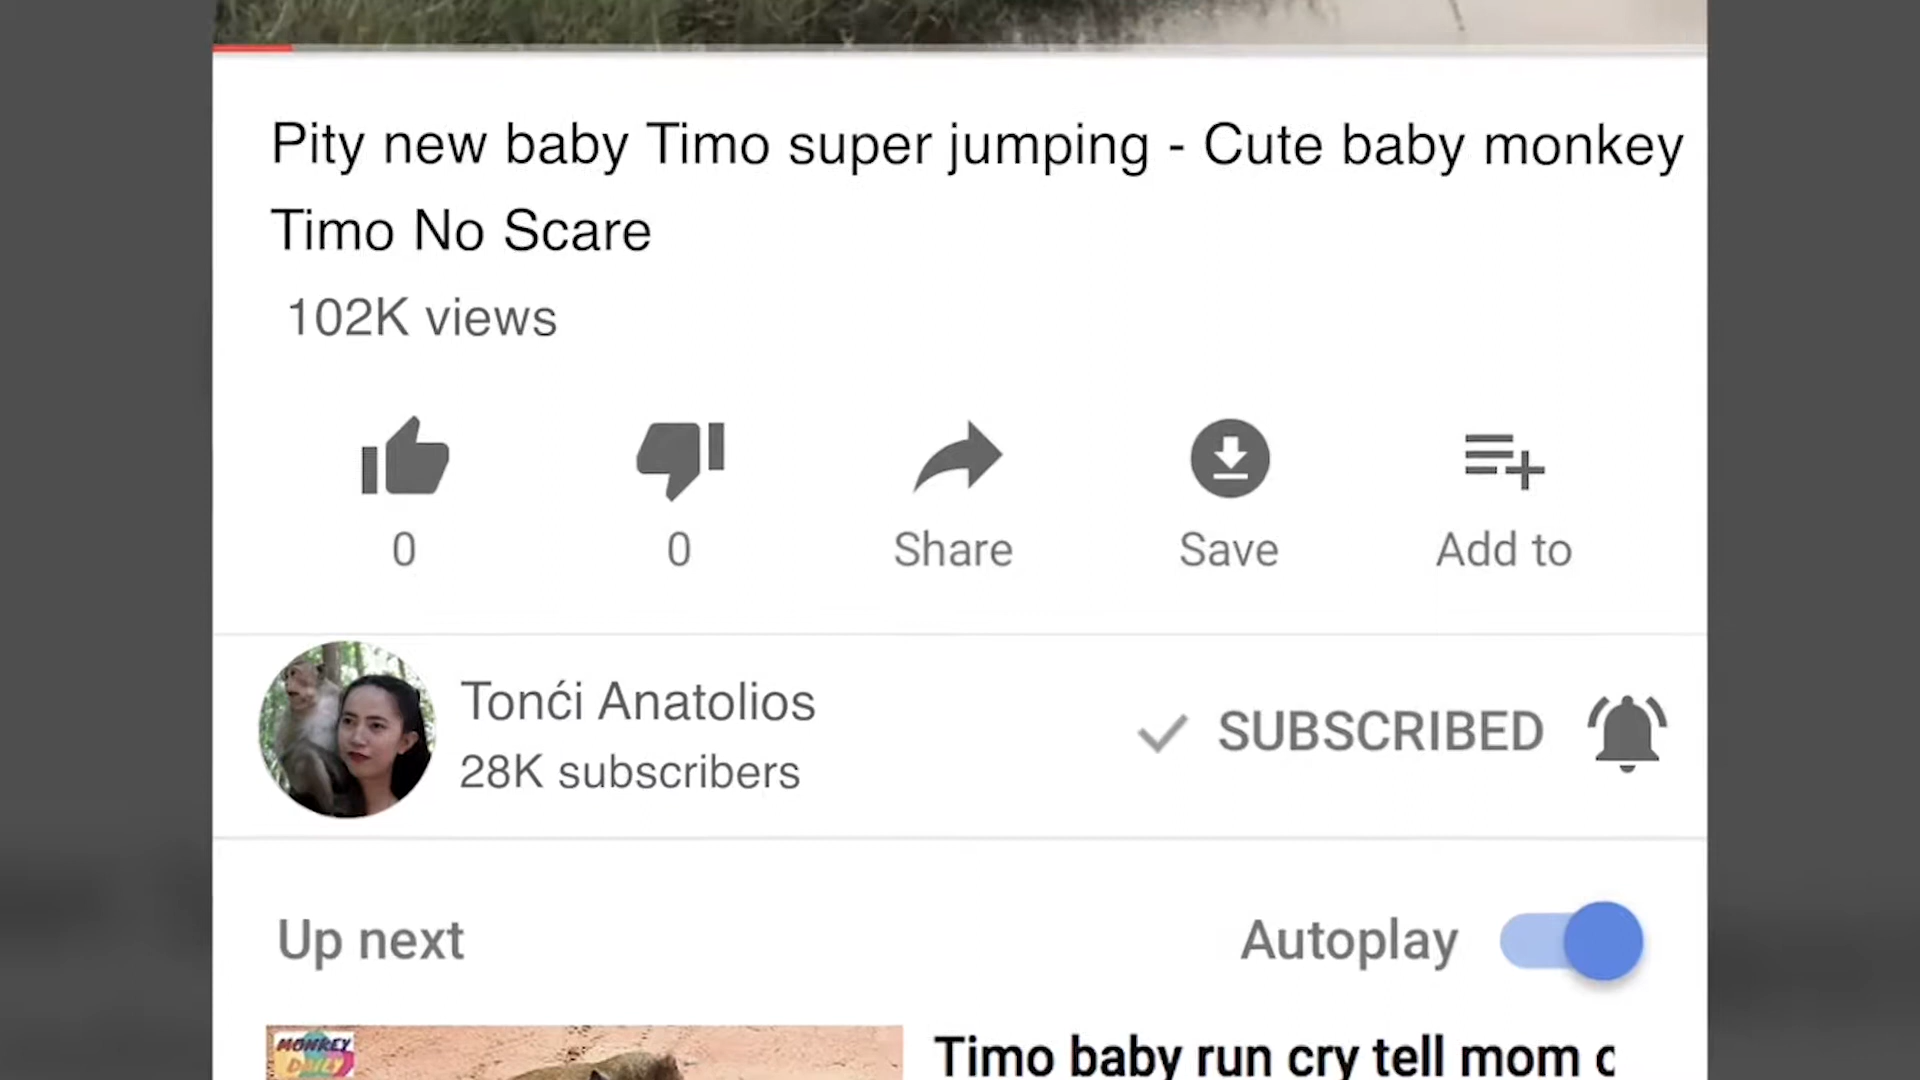 Pity new baby Timo super jumping - Cute baby monkey
Timo No Scare
102K views
0
0
Share
Save
Add to
Tonći Anatolios
28K subscribers
SUBSCRIBED
Up next
Autoplay
MONKEY
DAILY
Timo baby run cry tell mom